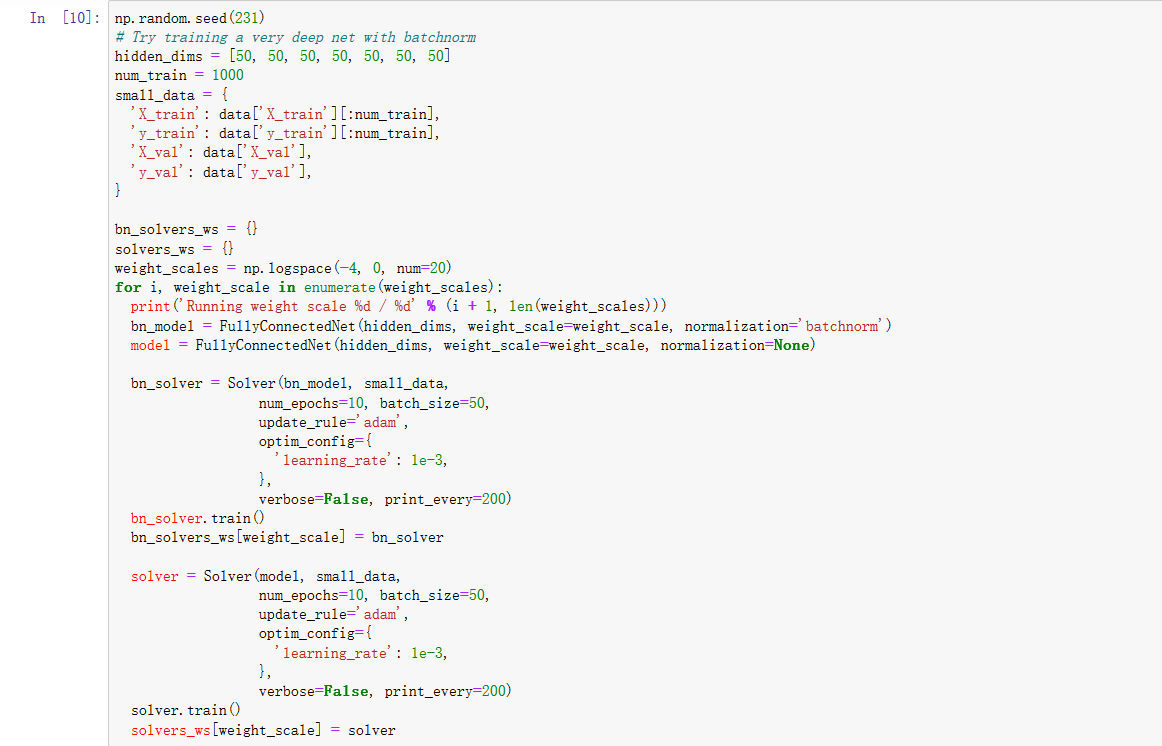 In [10]: np.random.seed(231)
# Try training a very deep net with batchnorm
hidden_dims = [50, 50, 50, 50, 50, 50, 50]
num_train = 1000
small_data = {
  'X_train': data['X_train'][:num_train],
  'y_train': data['y_train'][:num_train],
  'X_val': data['X_val'],
  'y_val': data['y_val'],
}

bn_solvers_ws = {}
solvers_ws = {}
weight_scales = np.logspace(-4, 0, num=20)
for i, weight_scale in enumerate(weight_scales):
  print('Running weight scale %d / %d' % (i + 1, len(weight_scales)))
  bn_model = FullyConnectedNet(hidden_dims, weight_scale=weight_scale, normalization='batchnorm')
  model = FullyConnectedNet(hidden_dims, weight_scale=weight_scale, normalization=None)

  bn_solver = Solver(bn_model, small_data,
                  num_epochs=10, batch_size=50,
                  update_rule='adam',
                  optim_config={
                    'learning_rate': 1e-3,
                  },
                  verbose=False, print_every=200)
  bn_solver.train()
  bn_solvers_ws[weight_scale] = bn_solver

  solver = Solver(model, small_data,
                  num_epochs=10, batch_size=50,
                  update_rule='adam',
                  optim_config={
                    'learning_rate': 1e-3,
                  },
                  verbose=False, print_every=200)
  solver.train()
  solvers_ws[weight_scale] = solver